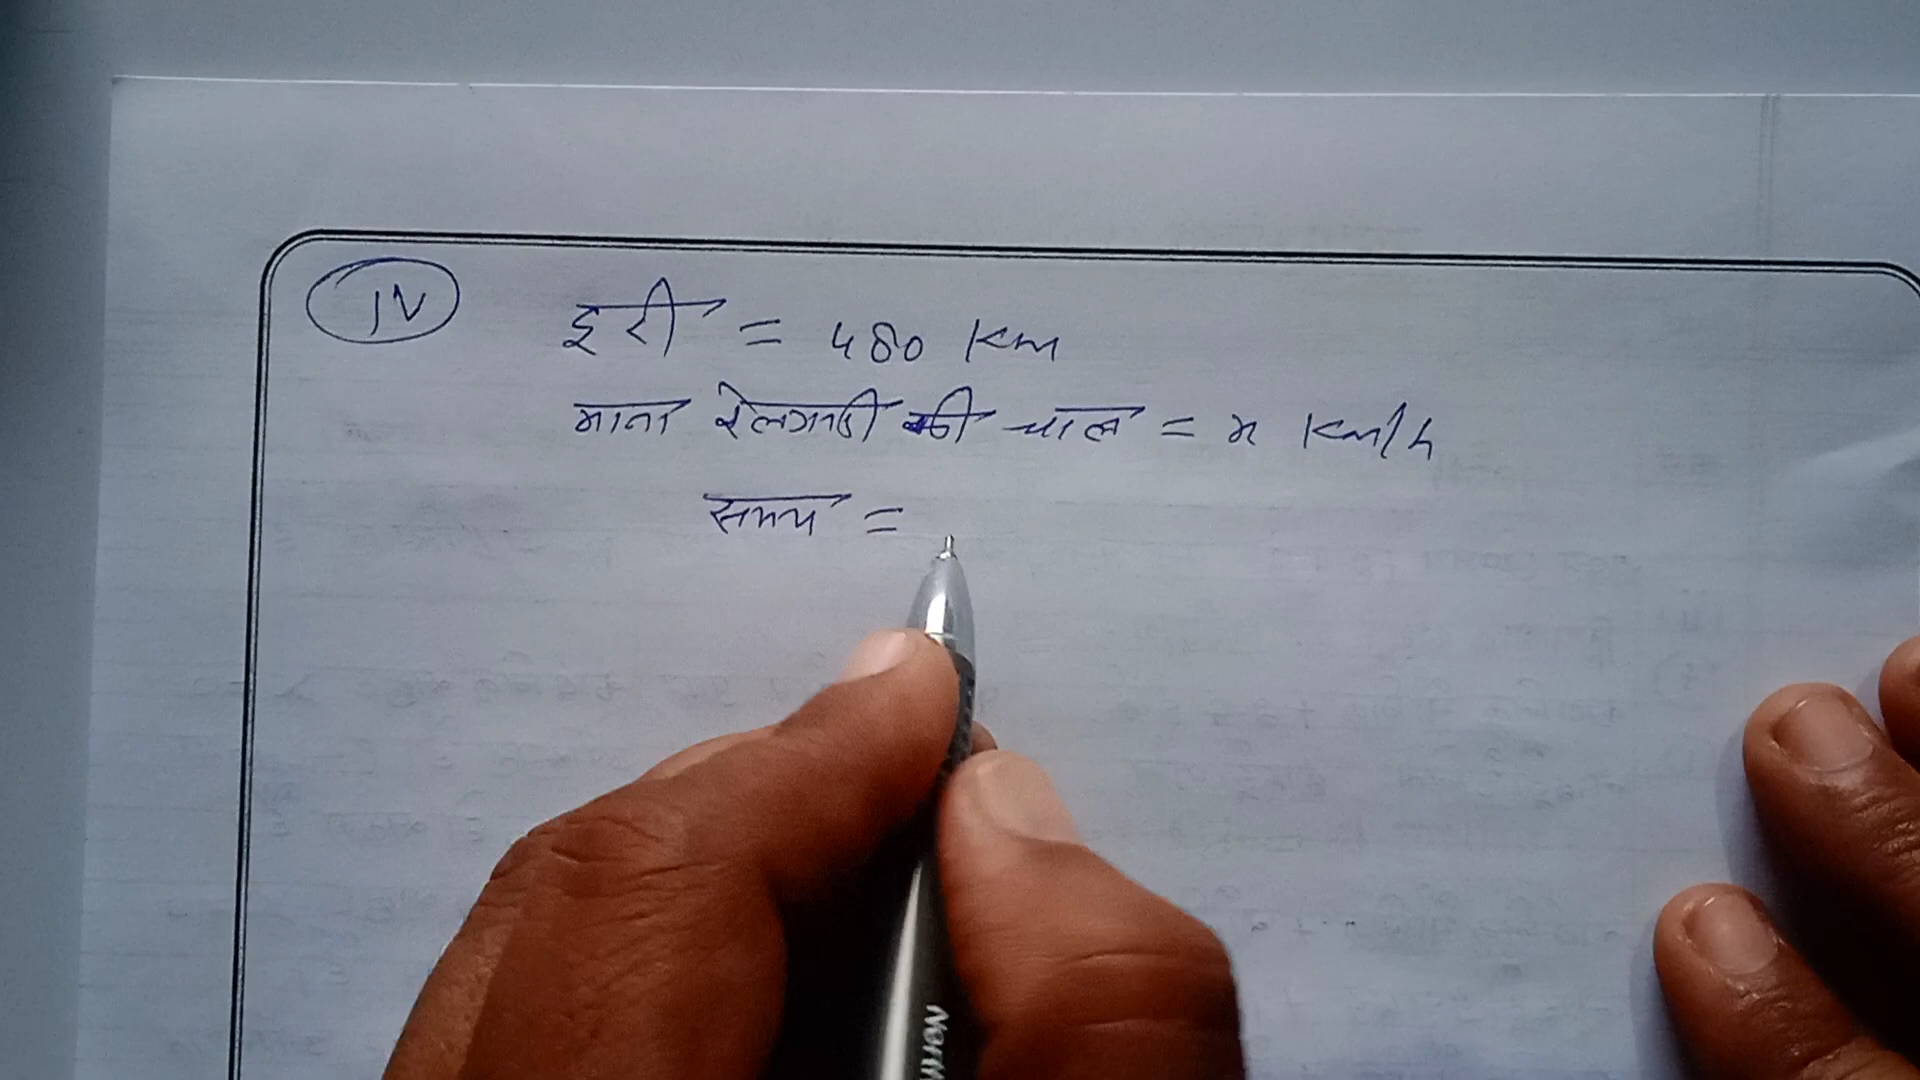 IV
दूरी = 480 km
माना रेलगाडी की चाल = x km/h
समय =